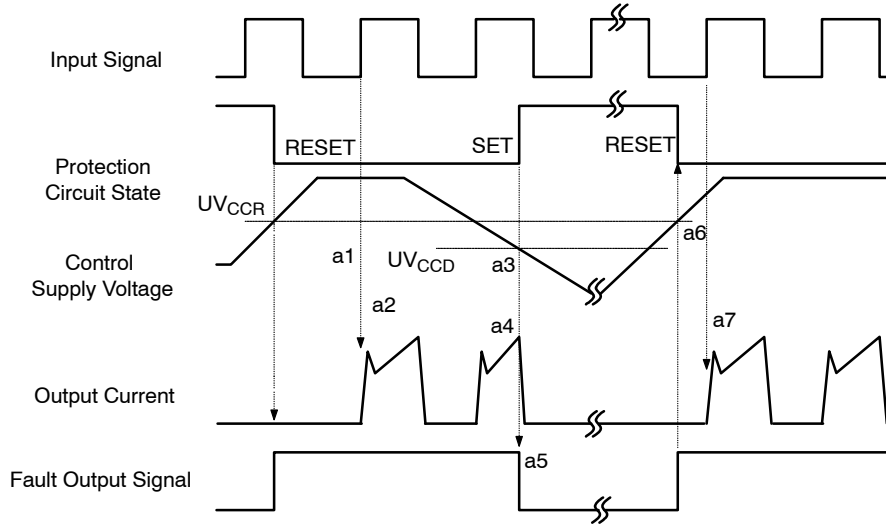 Input Signal
RESET
SET
RESET
Protection
Circuit State
UVCCR
a1
UVCCD
a3
a6
Control
Supply Voltage
a2
a4
a7
Output Current
a5
Fault Output Signal